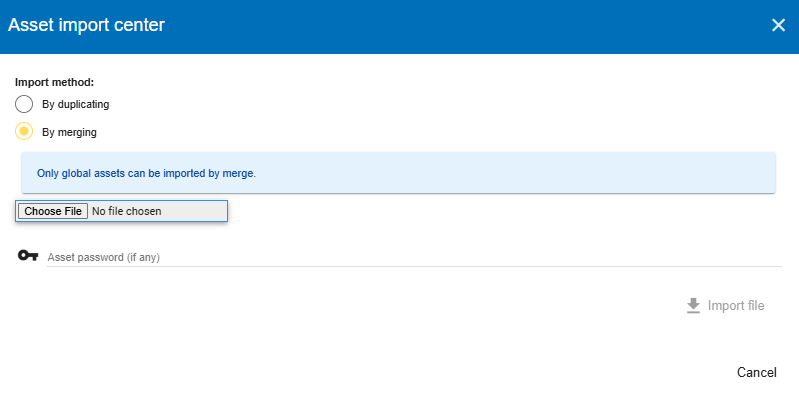 Asset import center
Import method:
By duplicating
By merging
Only global assets can be imported by merge.
Choose File No file chosen
Asset password (if any)
Import file
Cancel